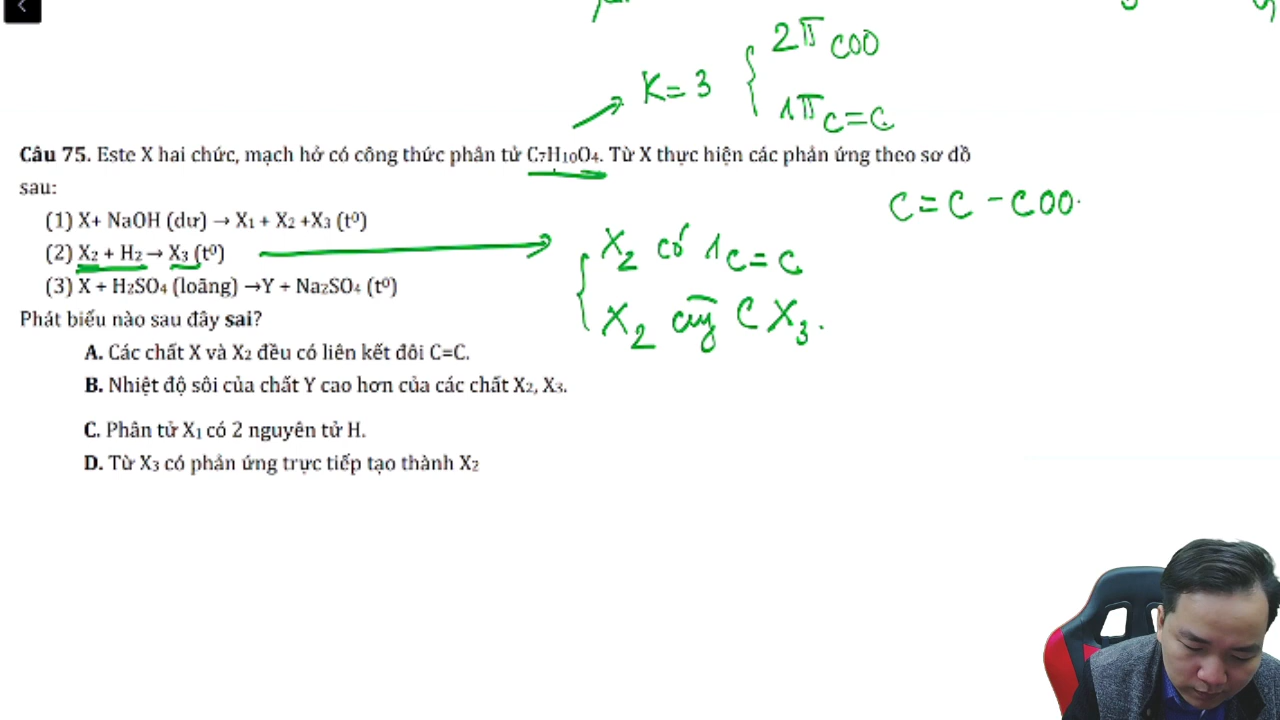 K=3 { 2π COO
1π C=C
Câu 75. Este X hai chức, mạch hở có công thức phân tử C₇H₁₀O₄. Từ X thực hiện các phản ứng theo sơ đồ
sau:
C=C-COO.
(1) X+ NaOH (dư) → X₁ + X₂ +X₃ (t⁰)
(2) X₂ + H₂ → X₃ (t⁰)
{ X₂ có 1 C=C
(3) X + H₂SO₄ (loãng) →Y + Na₂SO₄ (t⁰)
X₂ cùng C X₃.
Phát biểu nào sau đây sai?
A. Các chất X và X₂ đều có liên kết đôi C=C.
B. Nhiệt độ sôi của chất Y cao hơn của các chất X₂, X₃.
C. Phân tử X₁ có 2 nguyên tử H.
D. Từ X₃ có phản ứng trực tiếp tạo thành X₂